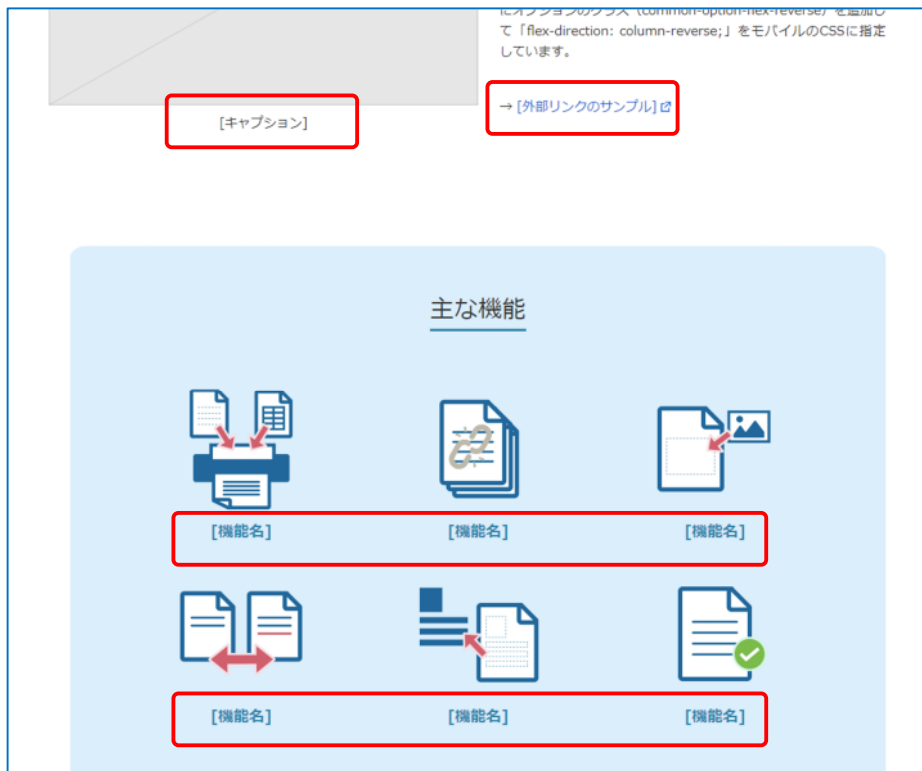 にオプションのクラス（common-option-flex-reverse）を追加し
て「flex-direction: column-reverse;」をモバイルのCSSに指定
しています。
[キャプション]
→ [外部リンクのサンプル]
主な機能
[機能名] [機能名] [機能名]
[機能名] [機能名] [機能名]